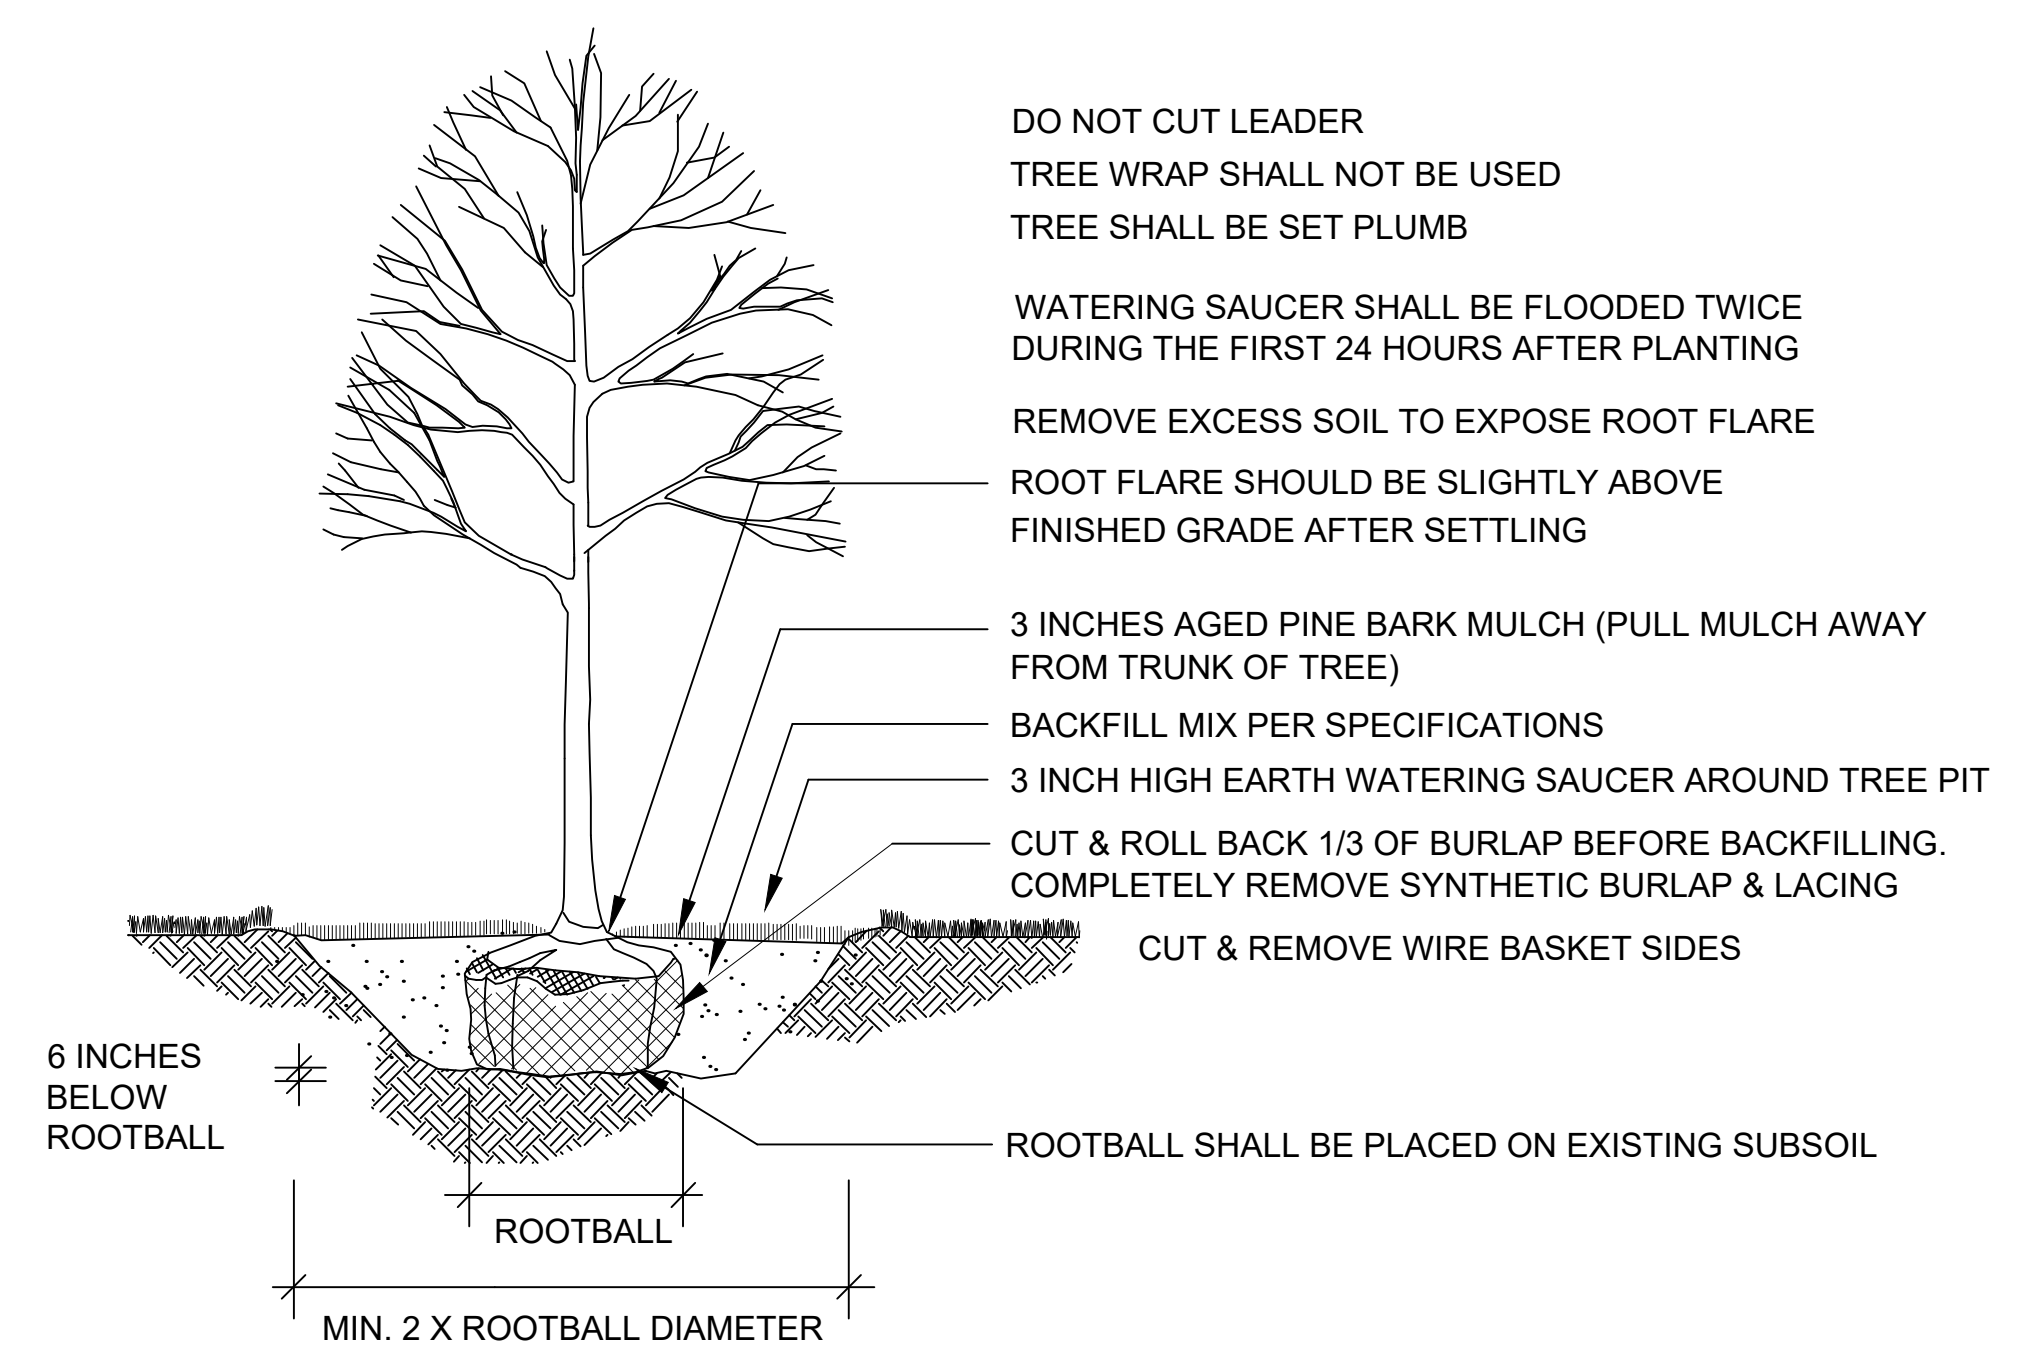 DO NOT CUT LEADER
TREE WRAP SHALL NOT BE USED
TREE SHALL BE SET PLUMB
WATERING SAUCER SHALL BE FLOODED TWICE
DURING THE FIRST 24 HOURS AFTER PLANTING
REMOVE EXCESS SOIL TO EXPOSE ROOT FLARE
ROOT FLARE SHOULD BE SLIGHTLY ABOVE
FINISHED GRADE AFTER SETTLING
3 INCHES AGED PINE BARK MULCH (PULL MULCH AWAY
FROM TRUNK OF TREE)
BACKFILL MIX PER SPECIFICATIONS
3 INCH HIGH EARTH WATERING SAUCER AROUND TREE PIT
CUT & ROLL BACK 1/3 OF BURLAP BEFORE BACKFILLING.
COMPLETELY REMOVE SYNTHETIC BURLAP & LACING
CUT & REMOVE WIRE BASKET SIDES
6 INCHES
BELOW
ROOTBALL
ROOTBALL SHALL BE PLACED ON EXISTING SUBSOIL
ROOTBALL
MIN. 2 X ROOTBALL DIAMETER